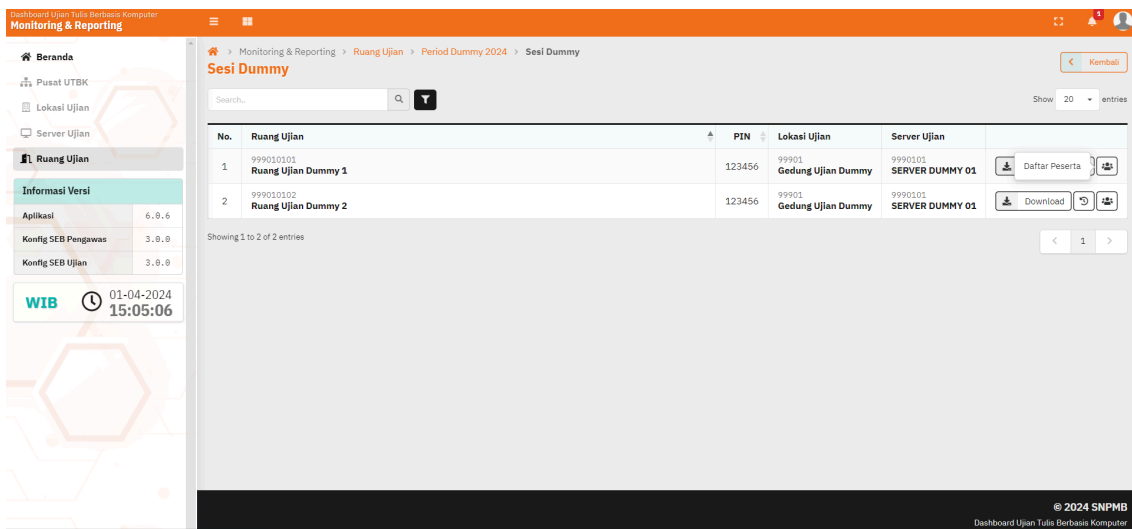 Dashboard Ujian Tulis Berbasis Komputer
Monitoring & Reporting
1
Beranda
Pusat UTBK
Lokasi Ujian
Server Ujian
Ruang Ujian
Informasi Versi
Aplikasi 6.0.6
Konfig SEB Pengawas 3.0.0
Konfig SEB Ujian 3.0.0
WIB 01-04-2024
15:05:06
> Monitoring & Reporting > Ruang Ujian > Period Dummy 2024 > Sesi Dummy
Sesi Dummy
< Kembali
Search..
Show 20 entries
No. Ruang Ujian PIN Lokasi Ujian Server Ujian
1 999010101 123456 99901 9990101
Ruang Ujian Dummy 1 Gedung Ujian Dummy SERVER DUMMY 01
Daftar Peserta
2 999010102 123456 99901 9990101
Ruang Ujian Dummy 2 Gedung Ujian Dummy SERVER DUMMY 01
Download
Showing 1 to 2 of 2 entries
< 1 >
© 2024 SNPMB
Dashboard Ujian Tulis Berbasis Komputer